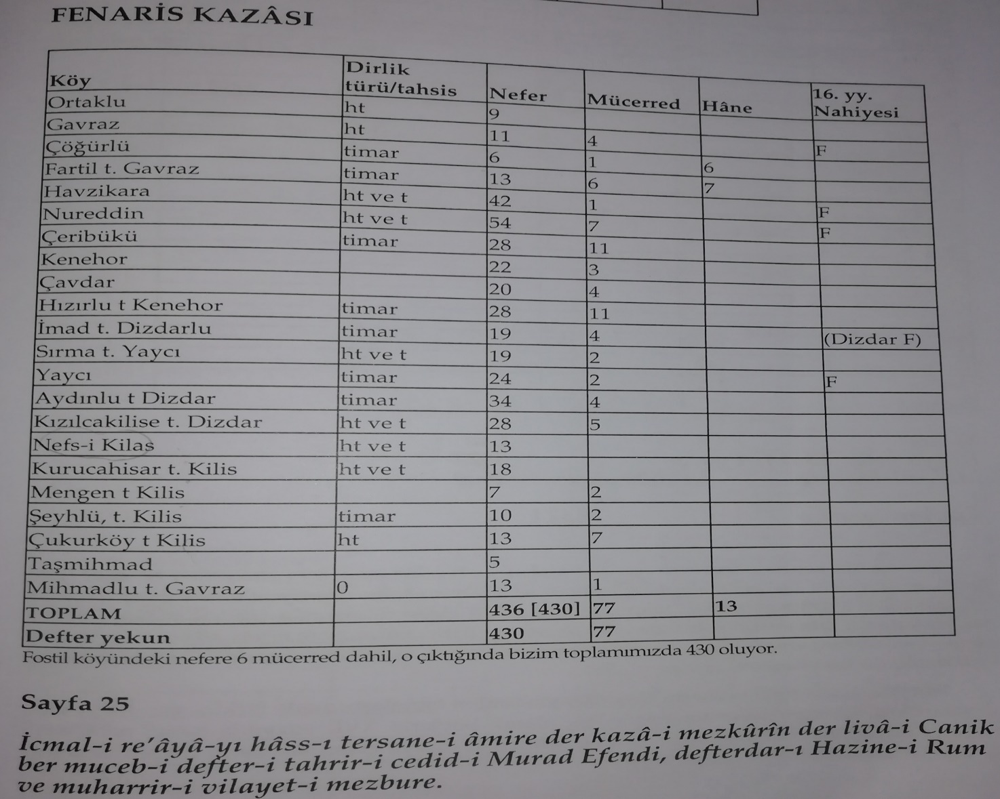 FENARİS KAZÂSI
Köy Dirlik türü/tahsis Nefer Mücerred Hâne 16. yy. Nahiyesi
Ortaklu ht 9
Gavraz ht 11 4 F
Çöğürlü timar 6 1 6
Fartil t. Gavraz timar 13 6 7
Havzikara ht ve t 42 1 F
Nureddin ht ve t 54 7 F
Çeribükü timar 28 11
Kenehor 22 3
Çavdar 20 4
Hızırlu t Kenehor timar 28 11
İmad t. Dizdarlu timar 19 4 (Dizdar F)
Sırma t. Yaycı ht ve t 19 2
Yaycı timar 24 2 F
Aydınlu t Dizdar timar 34 4
Kızılcakilise t. Dizdar ht ve t 28 5
Nefs-i Kilas ht ve t 13
Kurucahisar t. Kilis ht ve t 18
Mengen t Kilis 7 2
Şeyhlü, t. Kilis timar 10 2
Çukurköy t Kilis ht 13 7
Taşmihmad 5
Mihmadlu t. Gavraz 0 13 1
TOPLAM 436 [430] 77 13
Defter yekun 430 77
Fostil köyündeki nefere 6 mücerred dahil, o çıktığında bizim toplamımızda 430 oluyor.
Sayfa 25
İcmal-i re'âyâ-yı hâss-ı tersane-i âmire der kazâ-i mezkûrîn der livâ-i Canik
ber muceb-i defter-i tahrir-i cedid-i Murad Efendi, defterdar-ı Hazine-i Rum
ve muharrir-i vilayet-i mezbure.